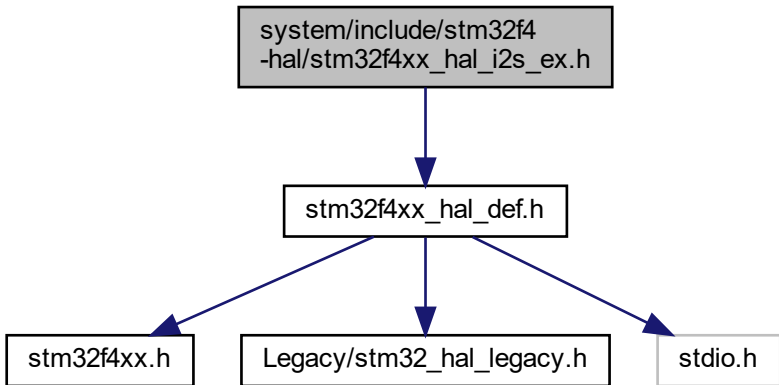 system/include/stm32f4
-hal/stm32f4xx_hal_i2s_ex.h
stm32f4xx_hal_def.h
stm32f4xx.h
Legacy/stm32_hal_legacy.h
stdio.h